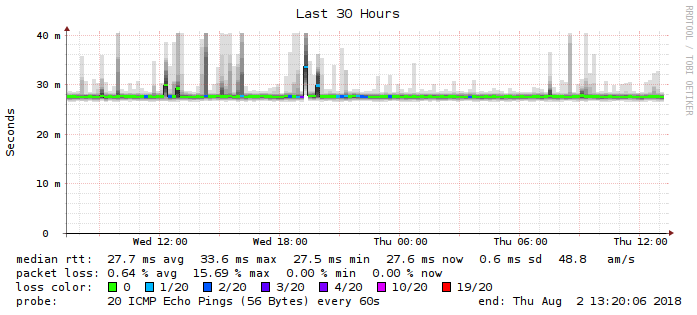 Last 30 Hours
RRDTOOL / TOBI OETIKER
Seconds
40 m
30 m
20 m
10 m
0
Wed 12:00 Wed 18:00 Thu 00:00 Thu 06:00 Thu 12:00
median rtt: 27.7 ms avg 33.6 ms max 27.5 ms min 27.6 ms now 0.6 ms sd 48.8 am/s
packet loss: 0.64 % avg 15.69 % max 0.00 % min 0.00 % now
loss color: 0 1/20 2/20 3/20 4/20 10/20 19/20
probe: 20 ICMP Echo Pings (56 Bytes) every 60s end: Thu Aug 2 13:20:06 2018